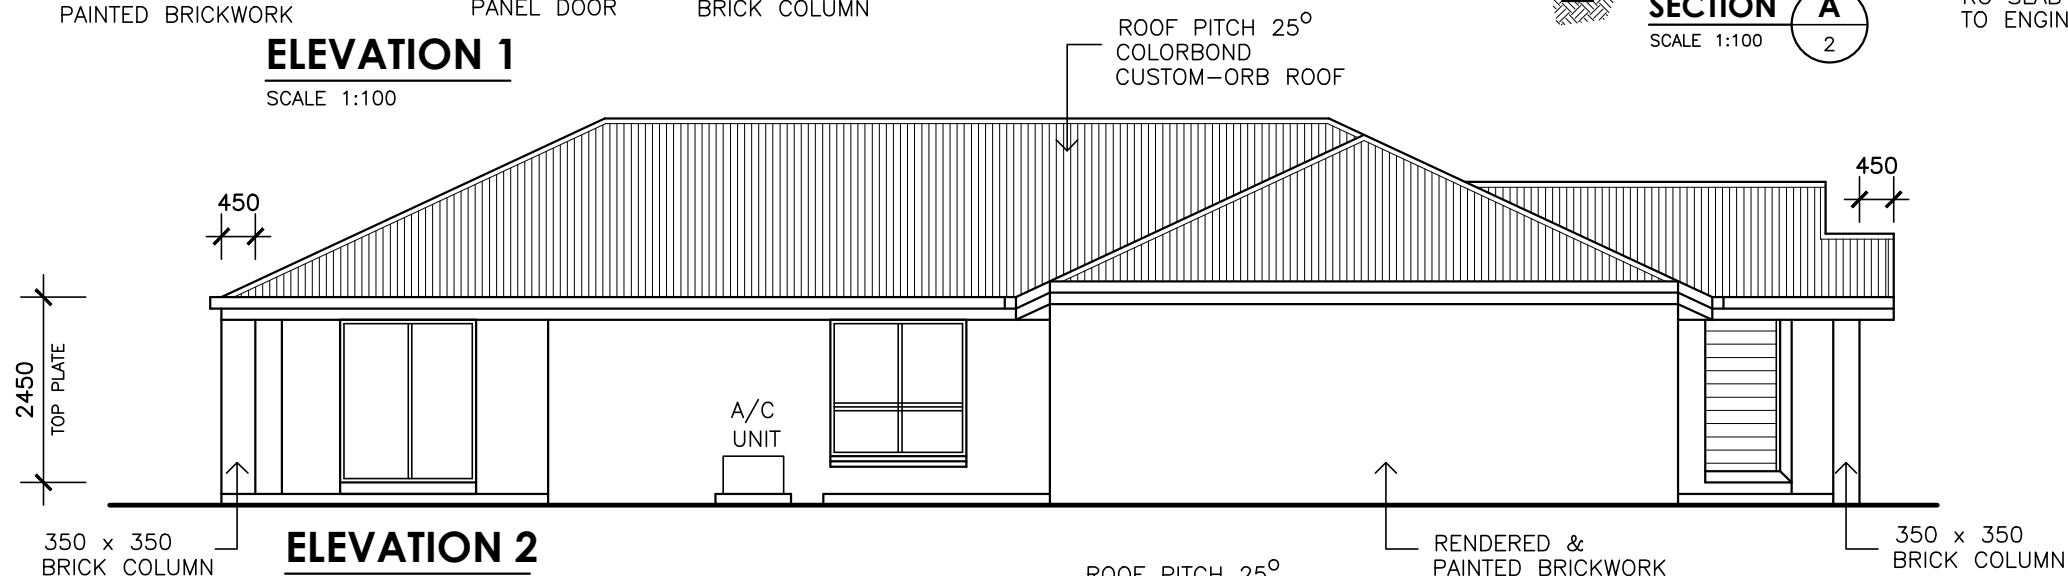 PAINTED BRICKWORK
PANEL DOOR
BRICK COLUMN
ELEVATION 1
SCALE 1:100
ROOF PITCH 25°
COLORBOND
CUSTOM-ORB ROOF
SECTION
SCALE 1:100
A
2
RC SLAB
TO ENGIN
450
450
2450
TOP PLATE
A/C
UNIT
350 x 350
BRICK COLUMN
ELEVATION 2
ROOF PITCH 25°
RENDERED &
PAINTED BRICKWORK
350 x 350
BRICK COLUMN